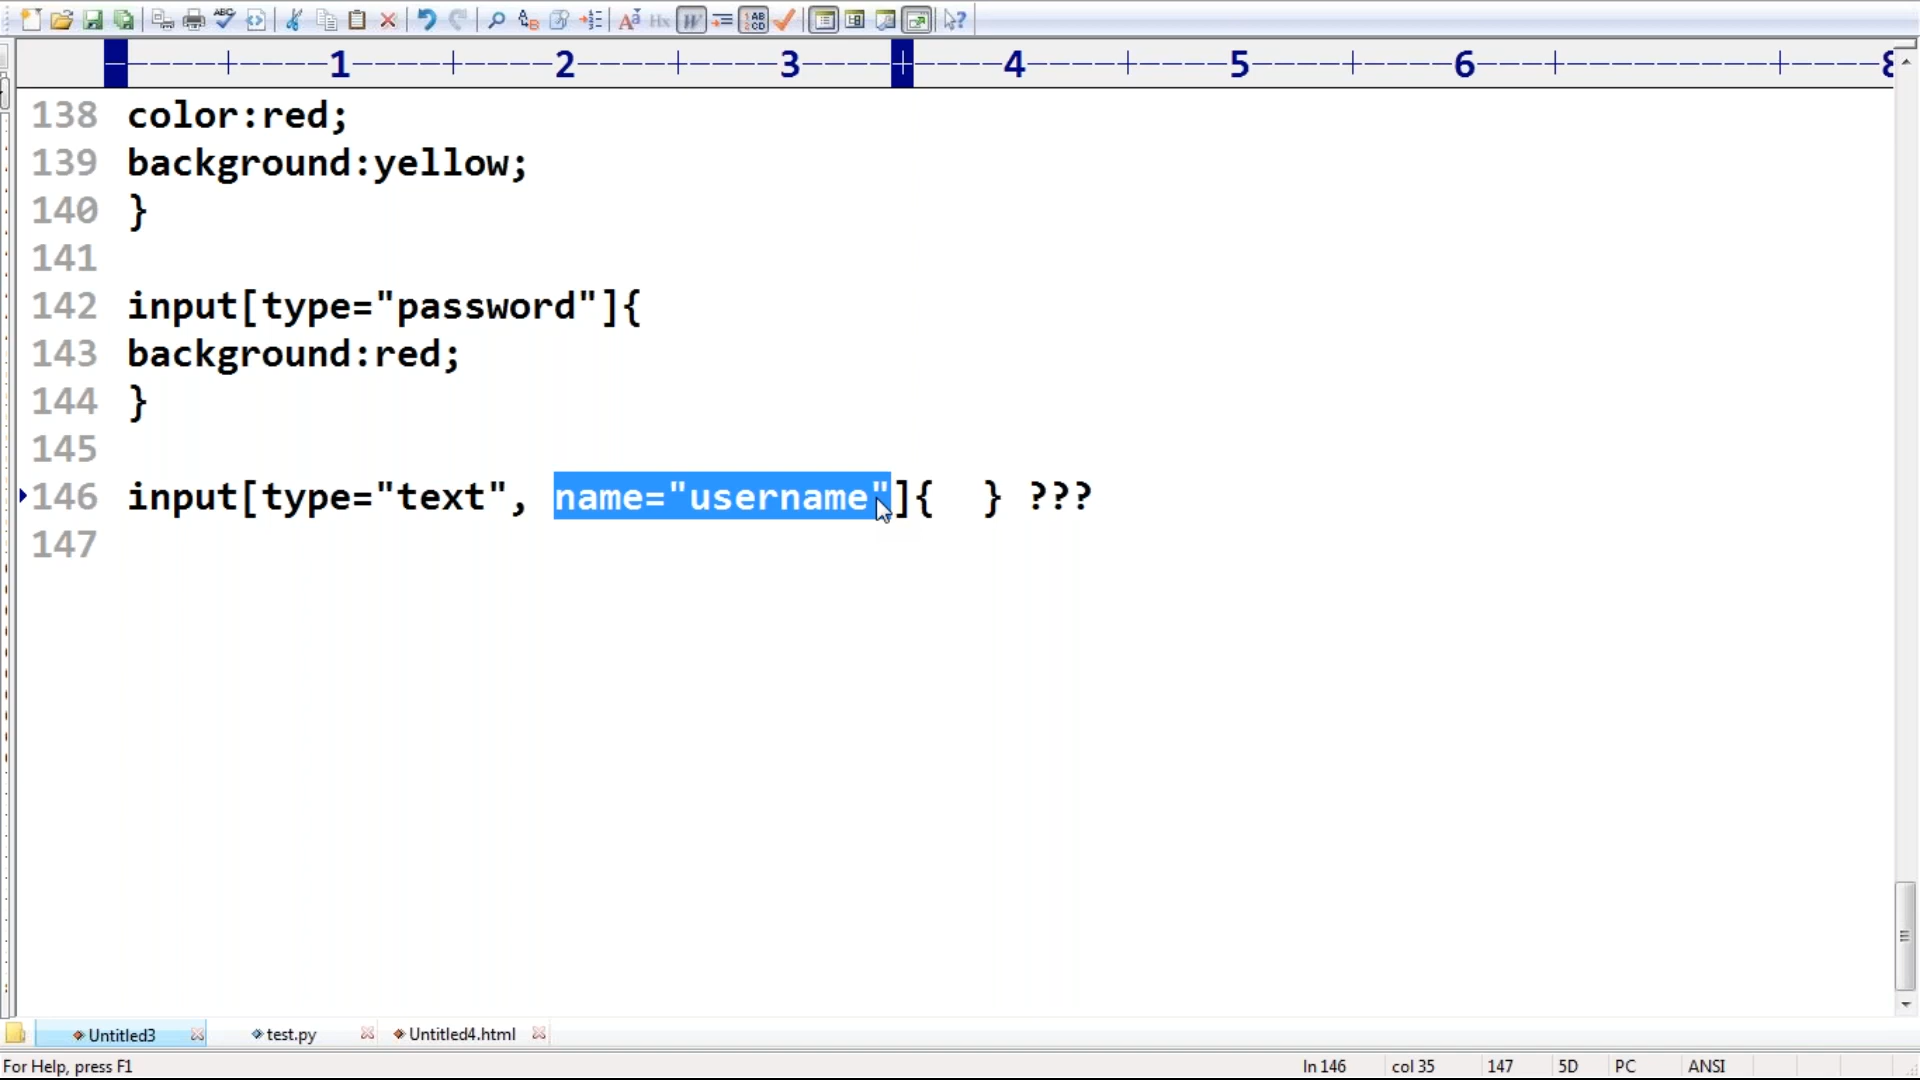 1 2 3 4 5 6 8
138 color:red;
139 background:yellow;
140 }
141
142 input[type="password"]{
143 background:red;
144 }
145
146 input[type="text", name="username"]{  } ???
147
Untitled3 test.py Untitled4.html
For Help, press F1 ln 146 col 35 147 5D PC ANSI